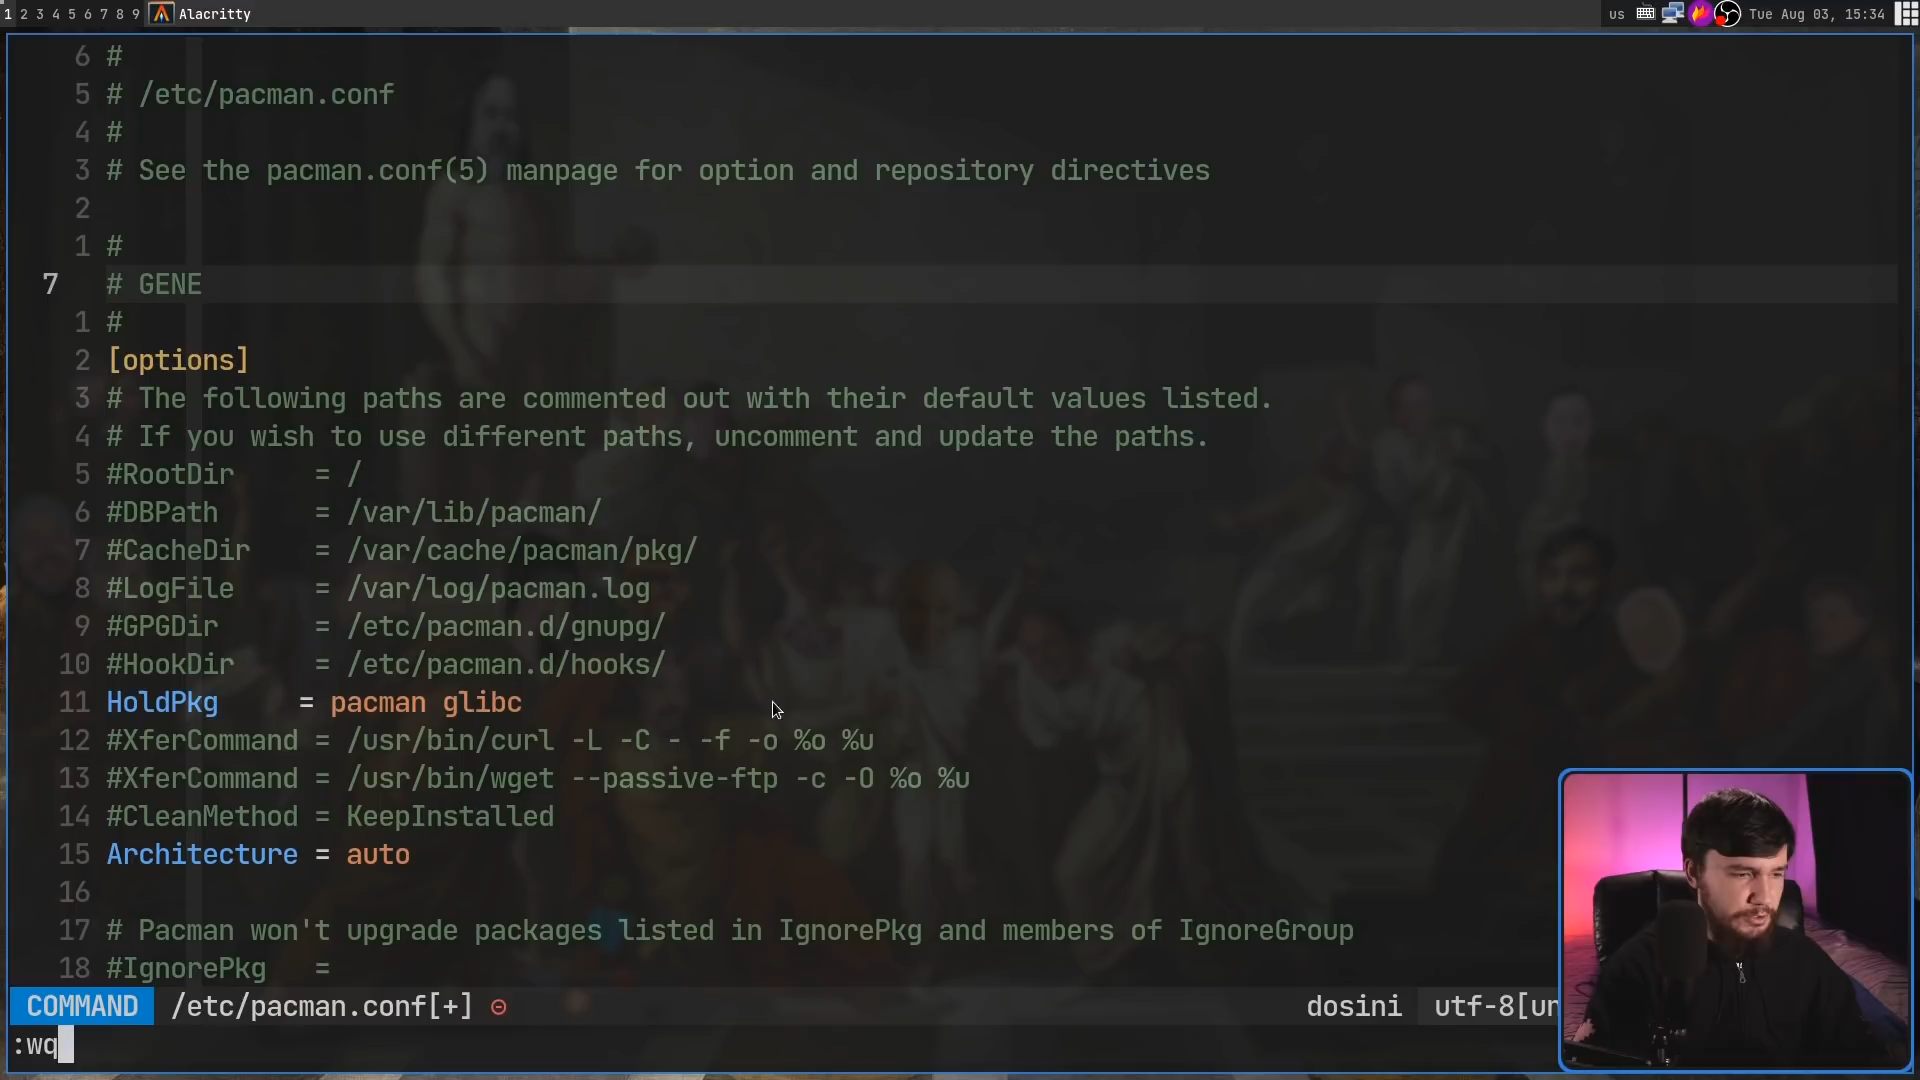 1 2 3 4 5 6 7 8 9 Alacritty us Tue Aug 03, 15:34
6 #
5 # /etc/pacman.conf
4 #
3 # See the pacman.conf(5) manpage for option and repository directives
2
1 #
7 # GENE
1 #
2 [options]
3 # The following paths are commented out with their default values listed.
4 # If you wish to use different paths, uncomment and update the paths.
5 #RootDir     = /
6 #DBPath      = /var/lib/pacman/
7 #CacheDir    = /var/cache/pacman/pkg/
8 #LogFile     = /var/log/pacman.log
9 #GPGDir      = /etc/pacman.d/gnupg/
10 #HookDir     = /etc/pacman.d/hooks/
11 HoldPkg     = pacman glibc
12 #XferCommand = /usr/bin/curl -L -C - -f -o %o %u
13 #XferCommand = /usr/bin/wget --passive-ftp -c -O %o %u
14 #CleanMethod = KeepInstalled
15 Architecture = auto
16
17 # Pacman won't upgrade packages listed in IgnorePkg and members of IgnoreGroup
18 #IgnorePkg   =
COMMAND /etc/pacman.conf[+] dosini utf-8[un
:wq